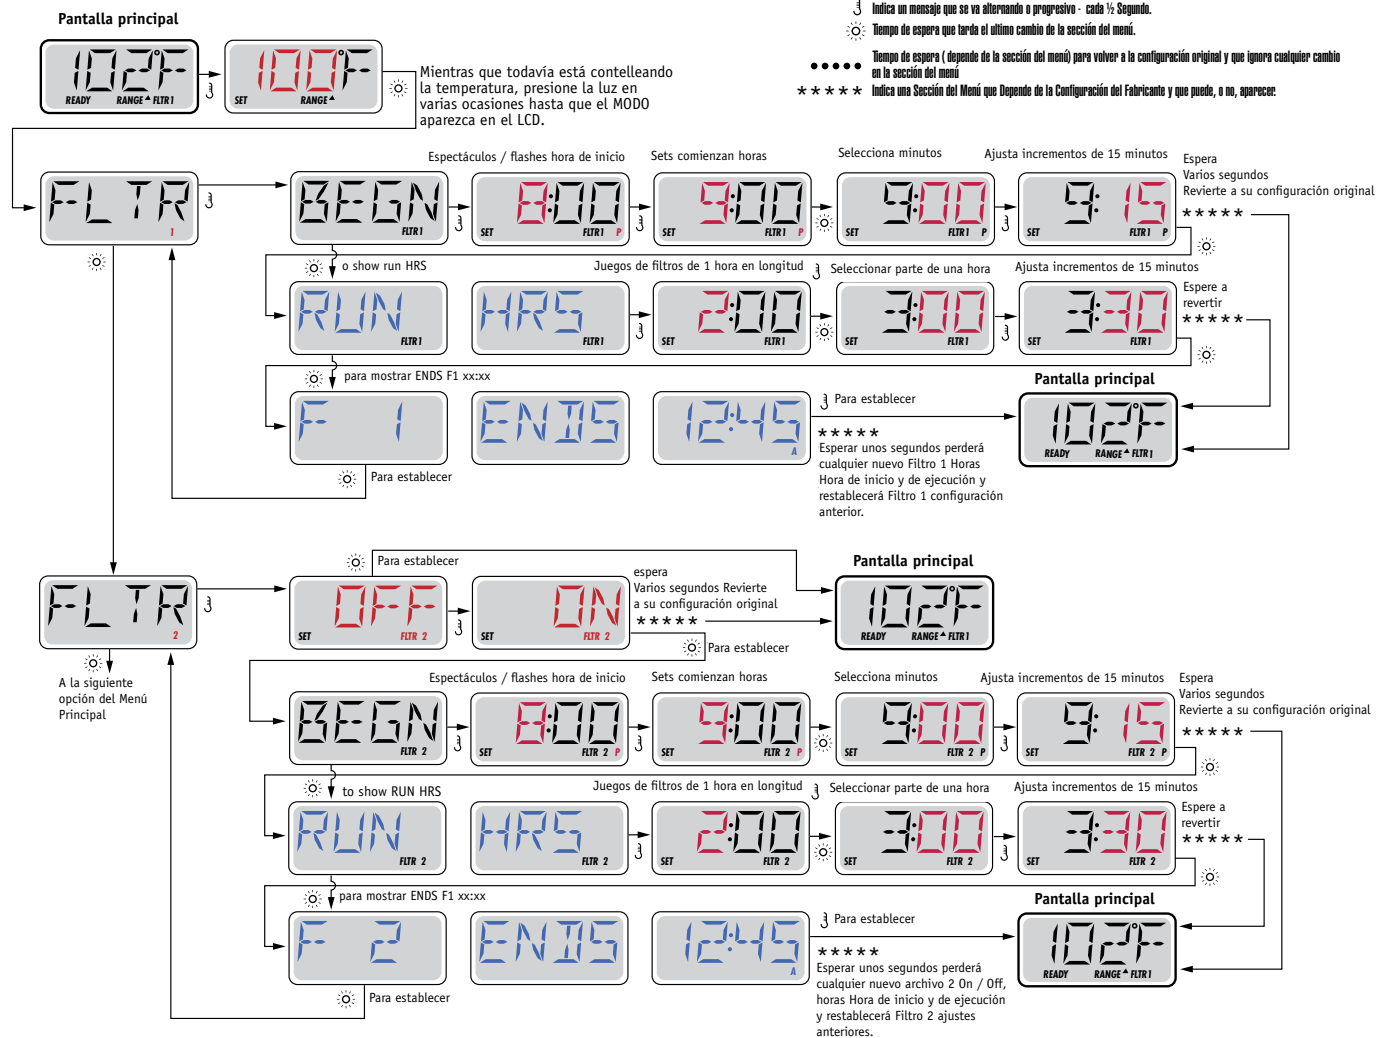 Indica un mensaje que se va alternando o progresivo - cada ½ Segundo.
Tiempo de espera que tarda el ultimo cambio de la sección del menú.
Tiempo de espera ( depende de la sección del menú) para volver a la configuración original y que ignora cualquier cambio
en la sección del menú
***** Indica una Sección del Menú que Depende de la Configuración del Fabricante y que puede, o no, aparecer.
Pantalla principal
102°F
READY RANGE FLTR1
100°F
SET RANGE
Mientras que todavía está contelleando
la temperatura, presione la luz en
varias ocasiones hasta que el MODO
aparezca en el LCD.
Espectáculos / flashes hora de inicio
Sets comienzan horas
Selecciona minutos
Ajusta incrementos de 15 minutos
Espera
Varios segundos
Revierte a su configuración original
*****
FLTR
1
BEGN
FLTR1
8:00
SET FLTR1 P
9:00
SET FLTR1 P
9:00
SET FLTR1 P
9:15
SET FLTR1 P
o show run HRS
Juegos de filtros de 1 hora en longitud
Seleccionar parte de una hora
Ajusta incrementos de 15 minutos
Espere a
revertir
*****
RUN
FLTR1
HRS
FLTR1
2:00
SET FLTR1
3:00
SET FLTR1
3:30
SET FLTR1
para mostrar ENDS F1 xx:xx
Pantalla principal
F 1
ENDS
12:45
A
Para establecer
*****
Esperar unos segundos perderá
cualquier nuevo Filtro 1 Horas
Hora de inicio y de ejecución y
restablecerá Filtro 1 configuración
anterior.
102°F
READY RANGE FLTR1
Para establecer
Para establecer
Pantalla principal
FLTR
2
OFF
SET FLTR 2
ON
SET FLTR 2
espera
Varios segundos Revierte
a su configuración original
*****
102°F
READY RANGE FLTR1
Para establecer
A la siguiente
opción del Menú
Principal
Espectáculos / flashes hora de inicio
Sets comienzan horas
Selecciona minutos
Ajusta incrementos de 15 minutos
Espera
Varios segundos
Revierte a su configuración original
*****
BEGN
FLTR 2
8:00
SET FLTR 2 P
9:00
SET FLTR 2 P
9:00
SET FLTR 2 P
9:15
SET FLTR 2 P
to show RUN HRS
Juegos de filtros de 1 hora en longitud
Seleccionar parte de una hora
Ajusta incrementos de 15 minutos
Espere a
revertir
*****
RUN
FLTR 2
HRS
FLTR 2
2:00
SET FLTR 2
3:00
SET FLTR 2
3:30
SET FLTR 2
para mostrar ENDS F1 xx:xx
Pantalla principal
F 2
ENDS
12:45
A
Para establecer
*****
Esperar unos segundos perderá
cualquier nuevo archivo 2 On / Off,
horas Hora de inicio y de ejecución
y restablecerá Filtro 2 ajustes
anteriores.
102°F
READY RANGE FLTR1
Para establecer